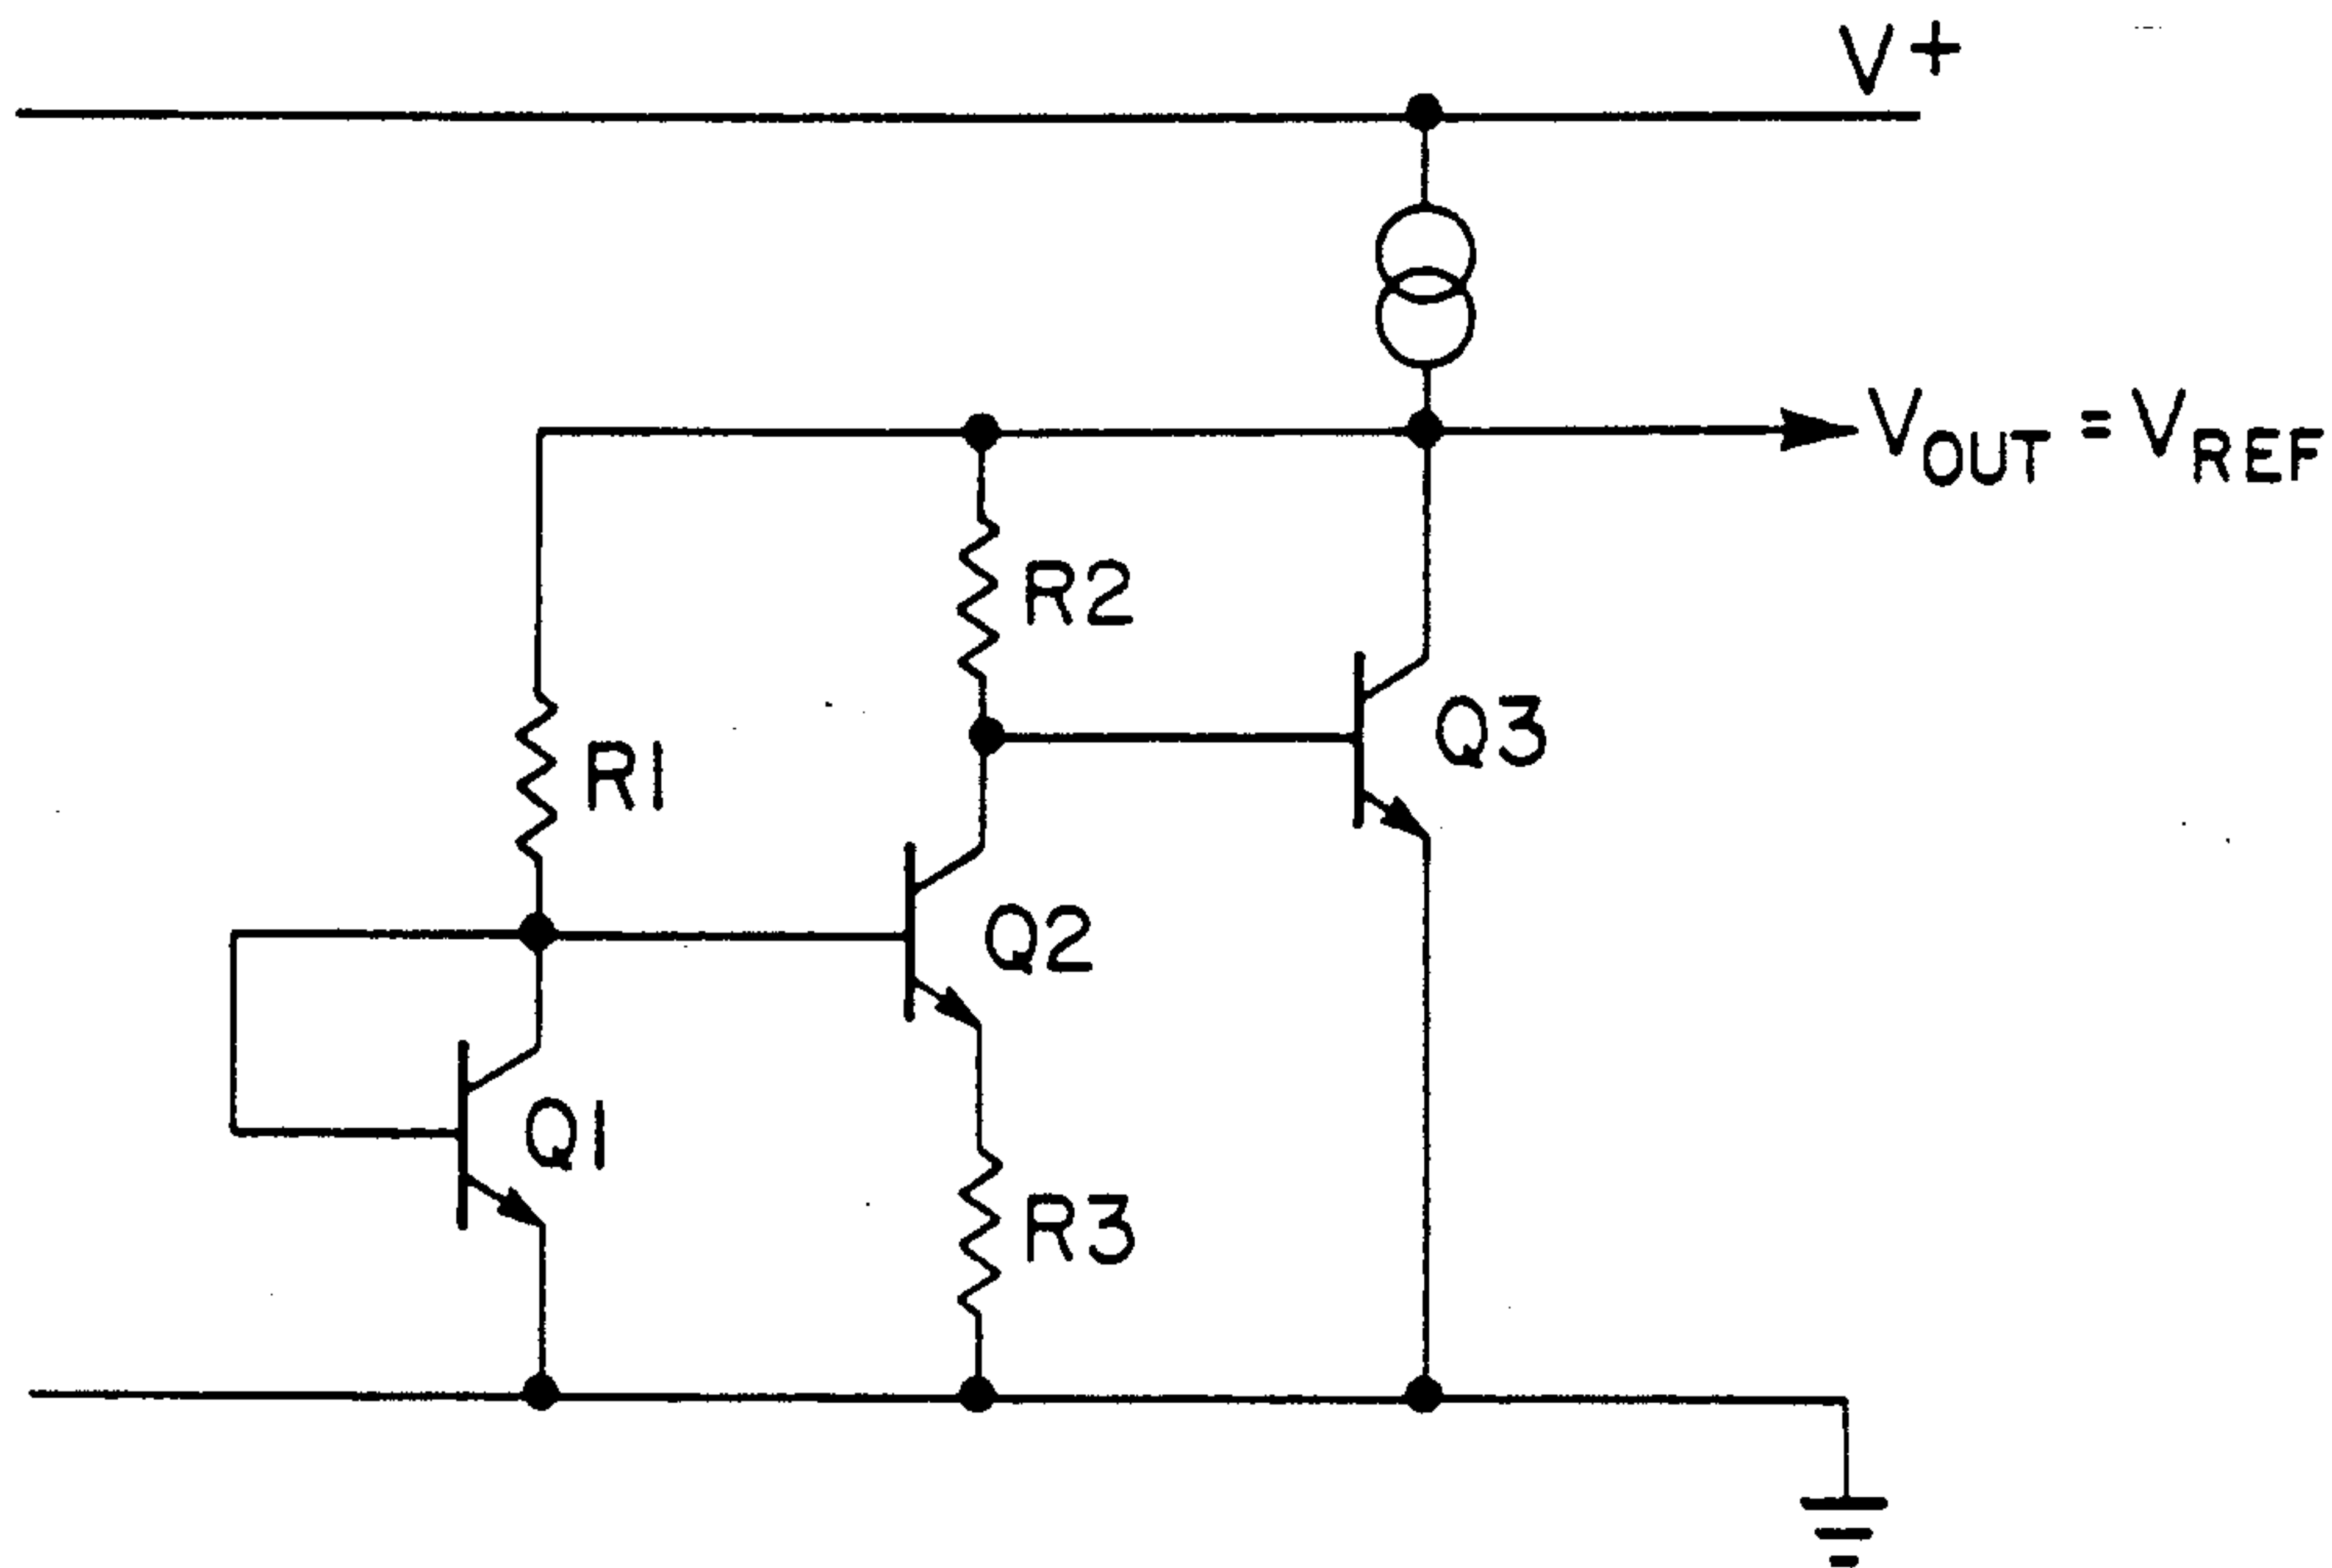 V+
VOUT = VREF
R2
R1
Q3
Q2
Q1
R3